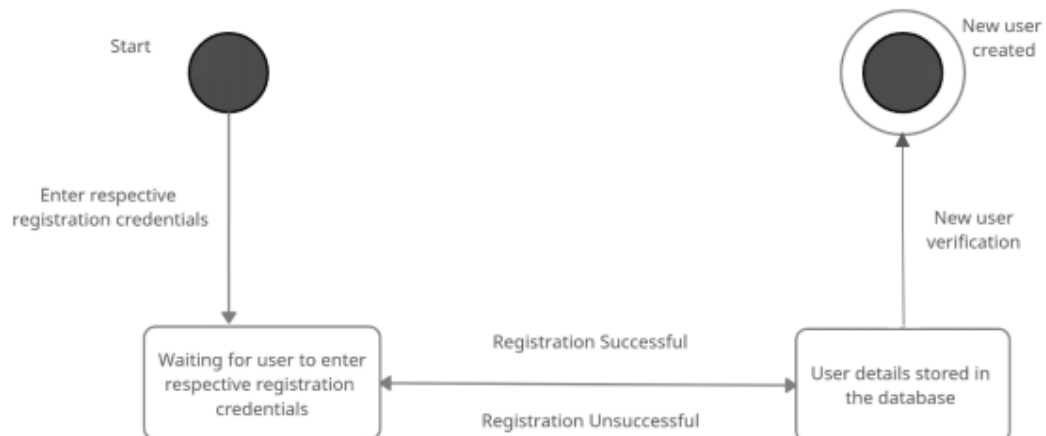 Start
New user
created
Enter respective
registration credentials
New user
verification
Waiting for user to enter
respective registration
credentials
Registration Successful
Registration Unsuccessful
User details stored in
the database